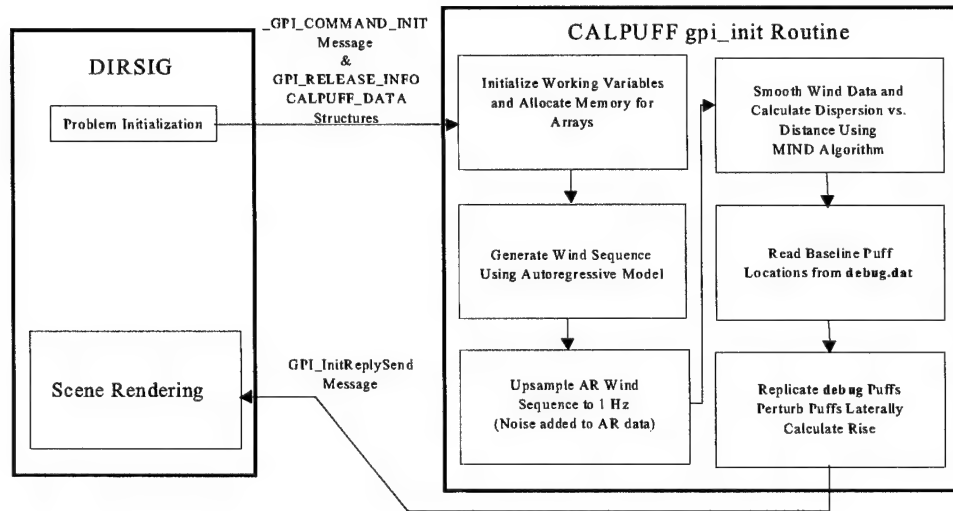 DIRSIG
Problem Initialization
Scene Rendering
_GPI_COMMAND_INIT
Message
&
GPI_RELEASE_INFO
CALPUFF_DATA
Structures
GPI_InitReplySend
Message
CALPUFF gpi_init Routine
Initialize Working Variables
and Allocate Memory for
Arrays
Generate Wind Sequence
Using Autoregressive Model
Upsample AR Wind
Sequence to 1 Hz
(Noise added to AR data)
Smooth Wind Data and
Calculate Dispersion vs.
Distance Using
MIND Algorithm
Read Baseline Puff
Locations from debug.dat
Replicate debug Puffs
Perturb Puffs Laterally
Calculate Rise